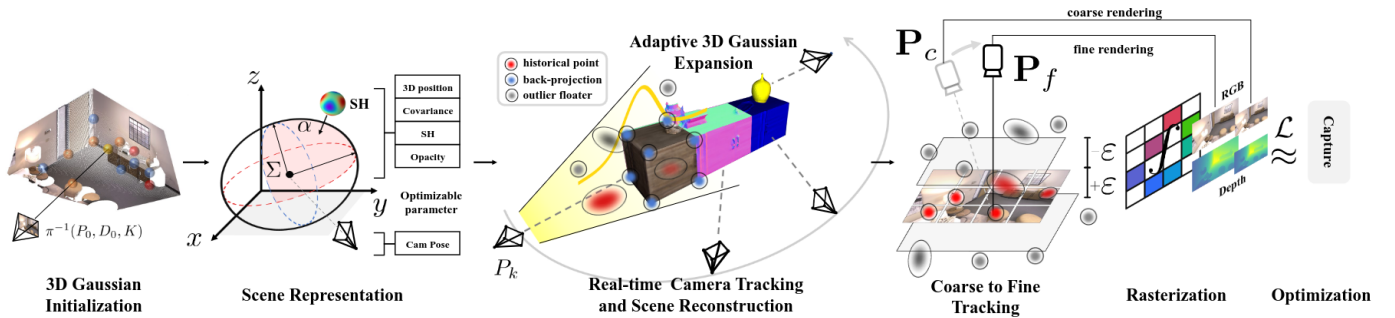 π⁻¹(P₀, D₀, K)
3D Gaussian
Initialization
z
α
SH
Σ
y
x
3D position
Covariance
SH
Opacity
Optimizable
parameter
Cam Pose
Scene Representation
historical point
back-projection
outlier floater
Adaptive 3D Gaussian
Expansion
P_k
Real-time Camera Tracking
and Scene Reconstruction
coarse rendering
fine rendering
P_c
P_f
-ε
+ε
Coarse to Fine
Tracking
∫
RGB
Depth
Rasterization
ℒ
≈
Capture
Optimization